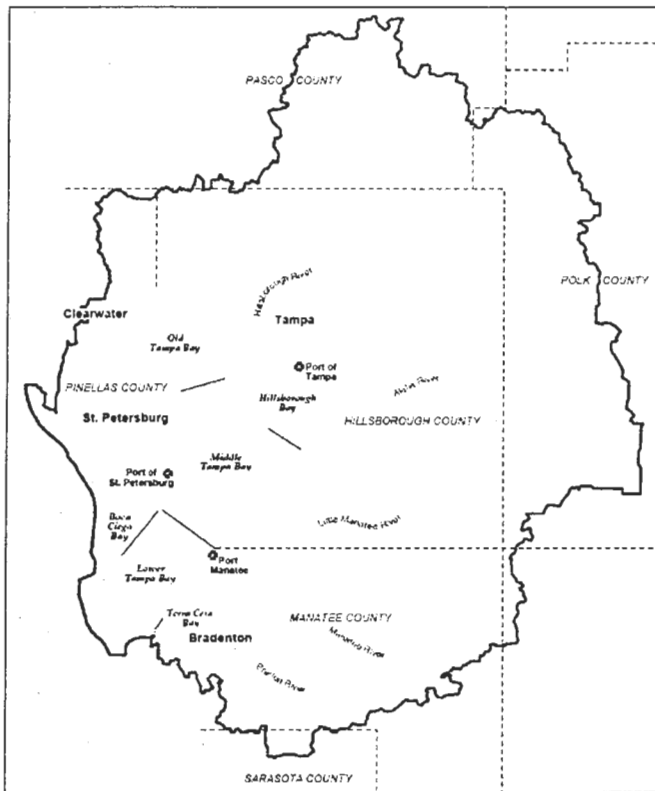 PASCO COUNTY
POLK COUNTY
Hillsborough River
Clearwater
Tampa
Old
Tampa Bay
Port of
Tampa
PINELLAS COUNTY
Alafia River
Hillsborough
Bay
St. Petersburg
HILLSBOROUGH COUNTY
Middle
Tampa Bay
Port of
St. Petersburg
Boca
Ciega
Bay
Little Manatee River
Port
Manatee
Lower
Tampa Bay
Terra Ceia
Bay
MANATEE COUNTY
Bradenton
Manatee River
Braden River
SARASOTA COUNTY